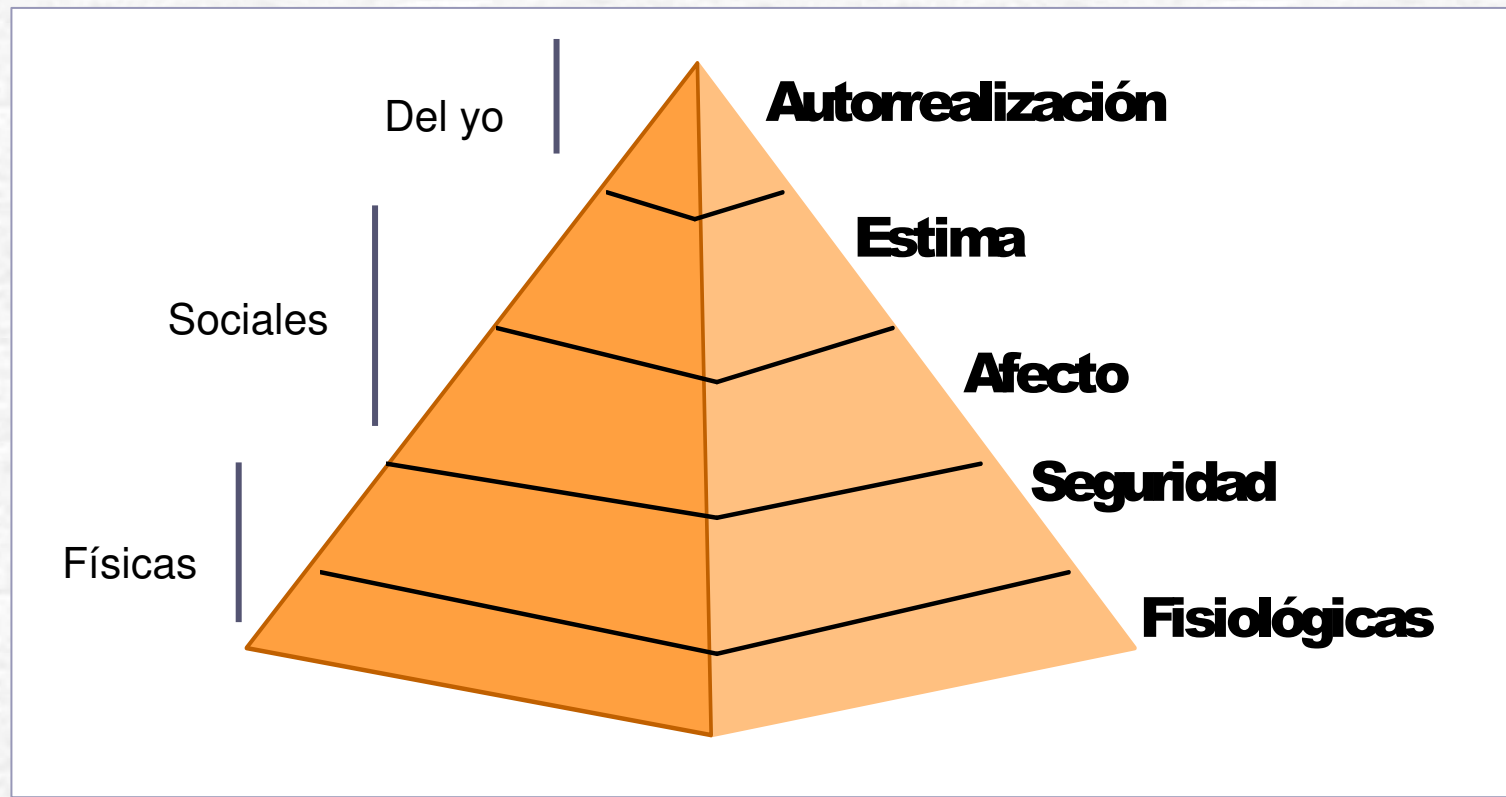 Del yo
Autorrealización
Estima
Sociales
Afecto
Seguridad
Físicas
Fisiológicas